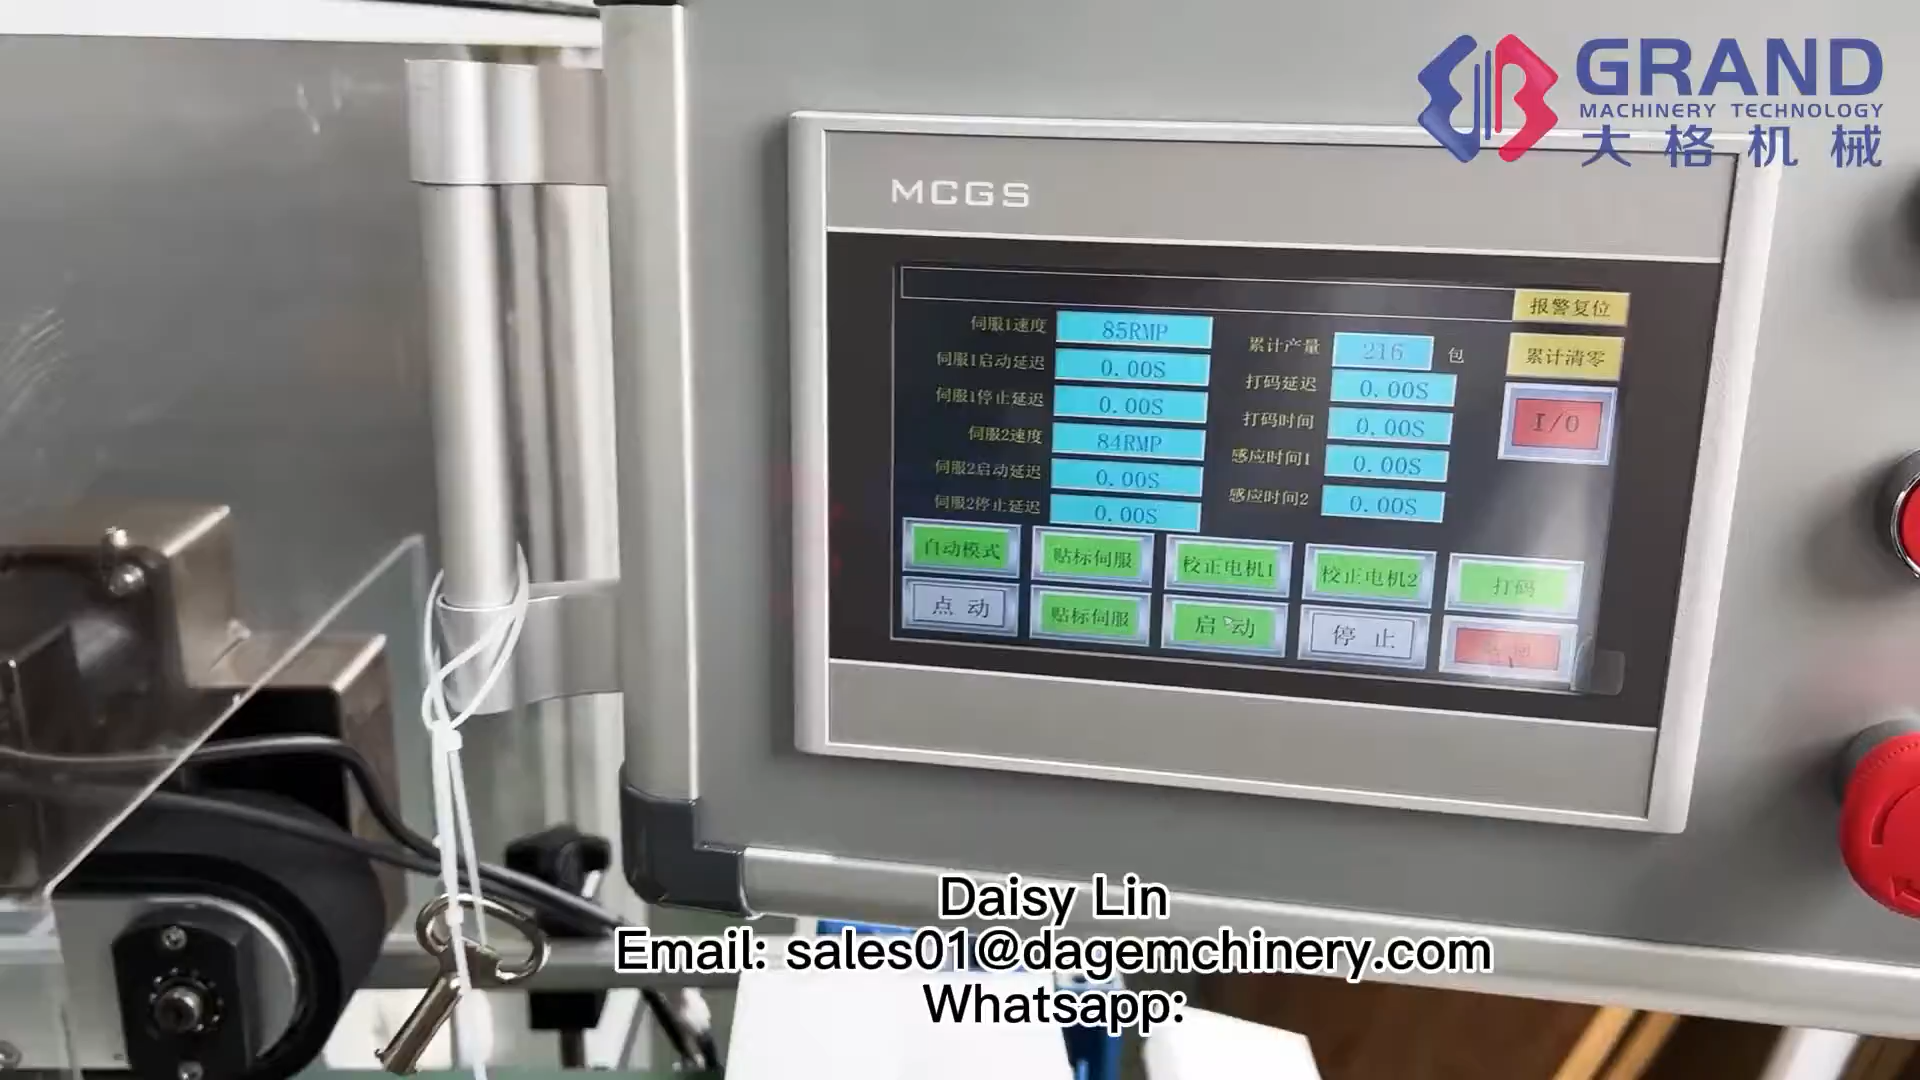 GRAND
MACHINERY TECHNOLOGY
大格机械
MCGS
报警复位
伺服1速度 85RMP
累计产量 216 包
累计清零
伺服1启动延迟 0.00S
打码延迟 0.00S
I/O
伺服1停止延迟 0.00S
打码时间 0.00S
伺服2速度 84RMP
感应时间1 0.00S
伺服2启动延迟 0.00S
感应时间2 0.00S
伺服2停止延迟 0.00S
自动模式 贴标伺服 校正电机1 校正电机2 打码
点 动 贴标伺服 启 动 停 止
Daisy Lin
Email: sales01@dagemchinery.com
Whatsapp: